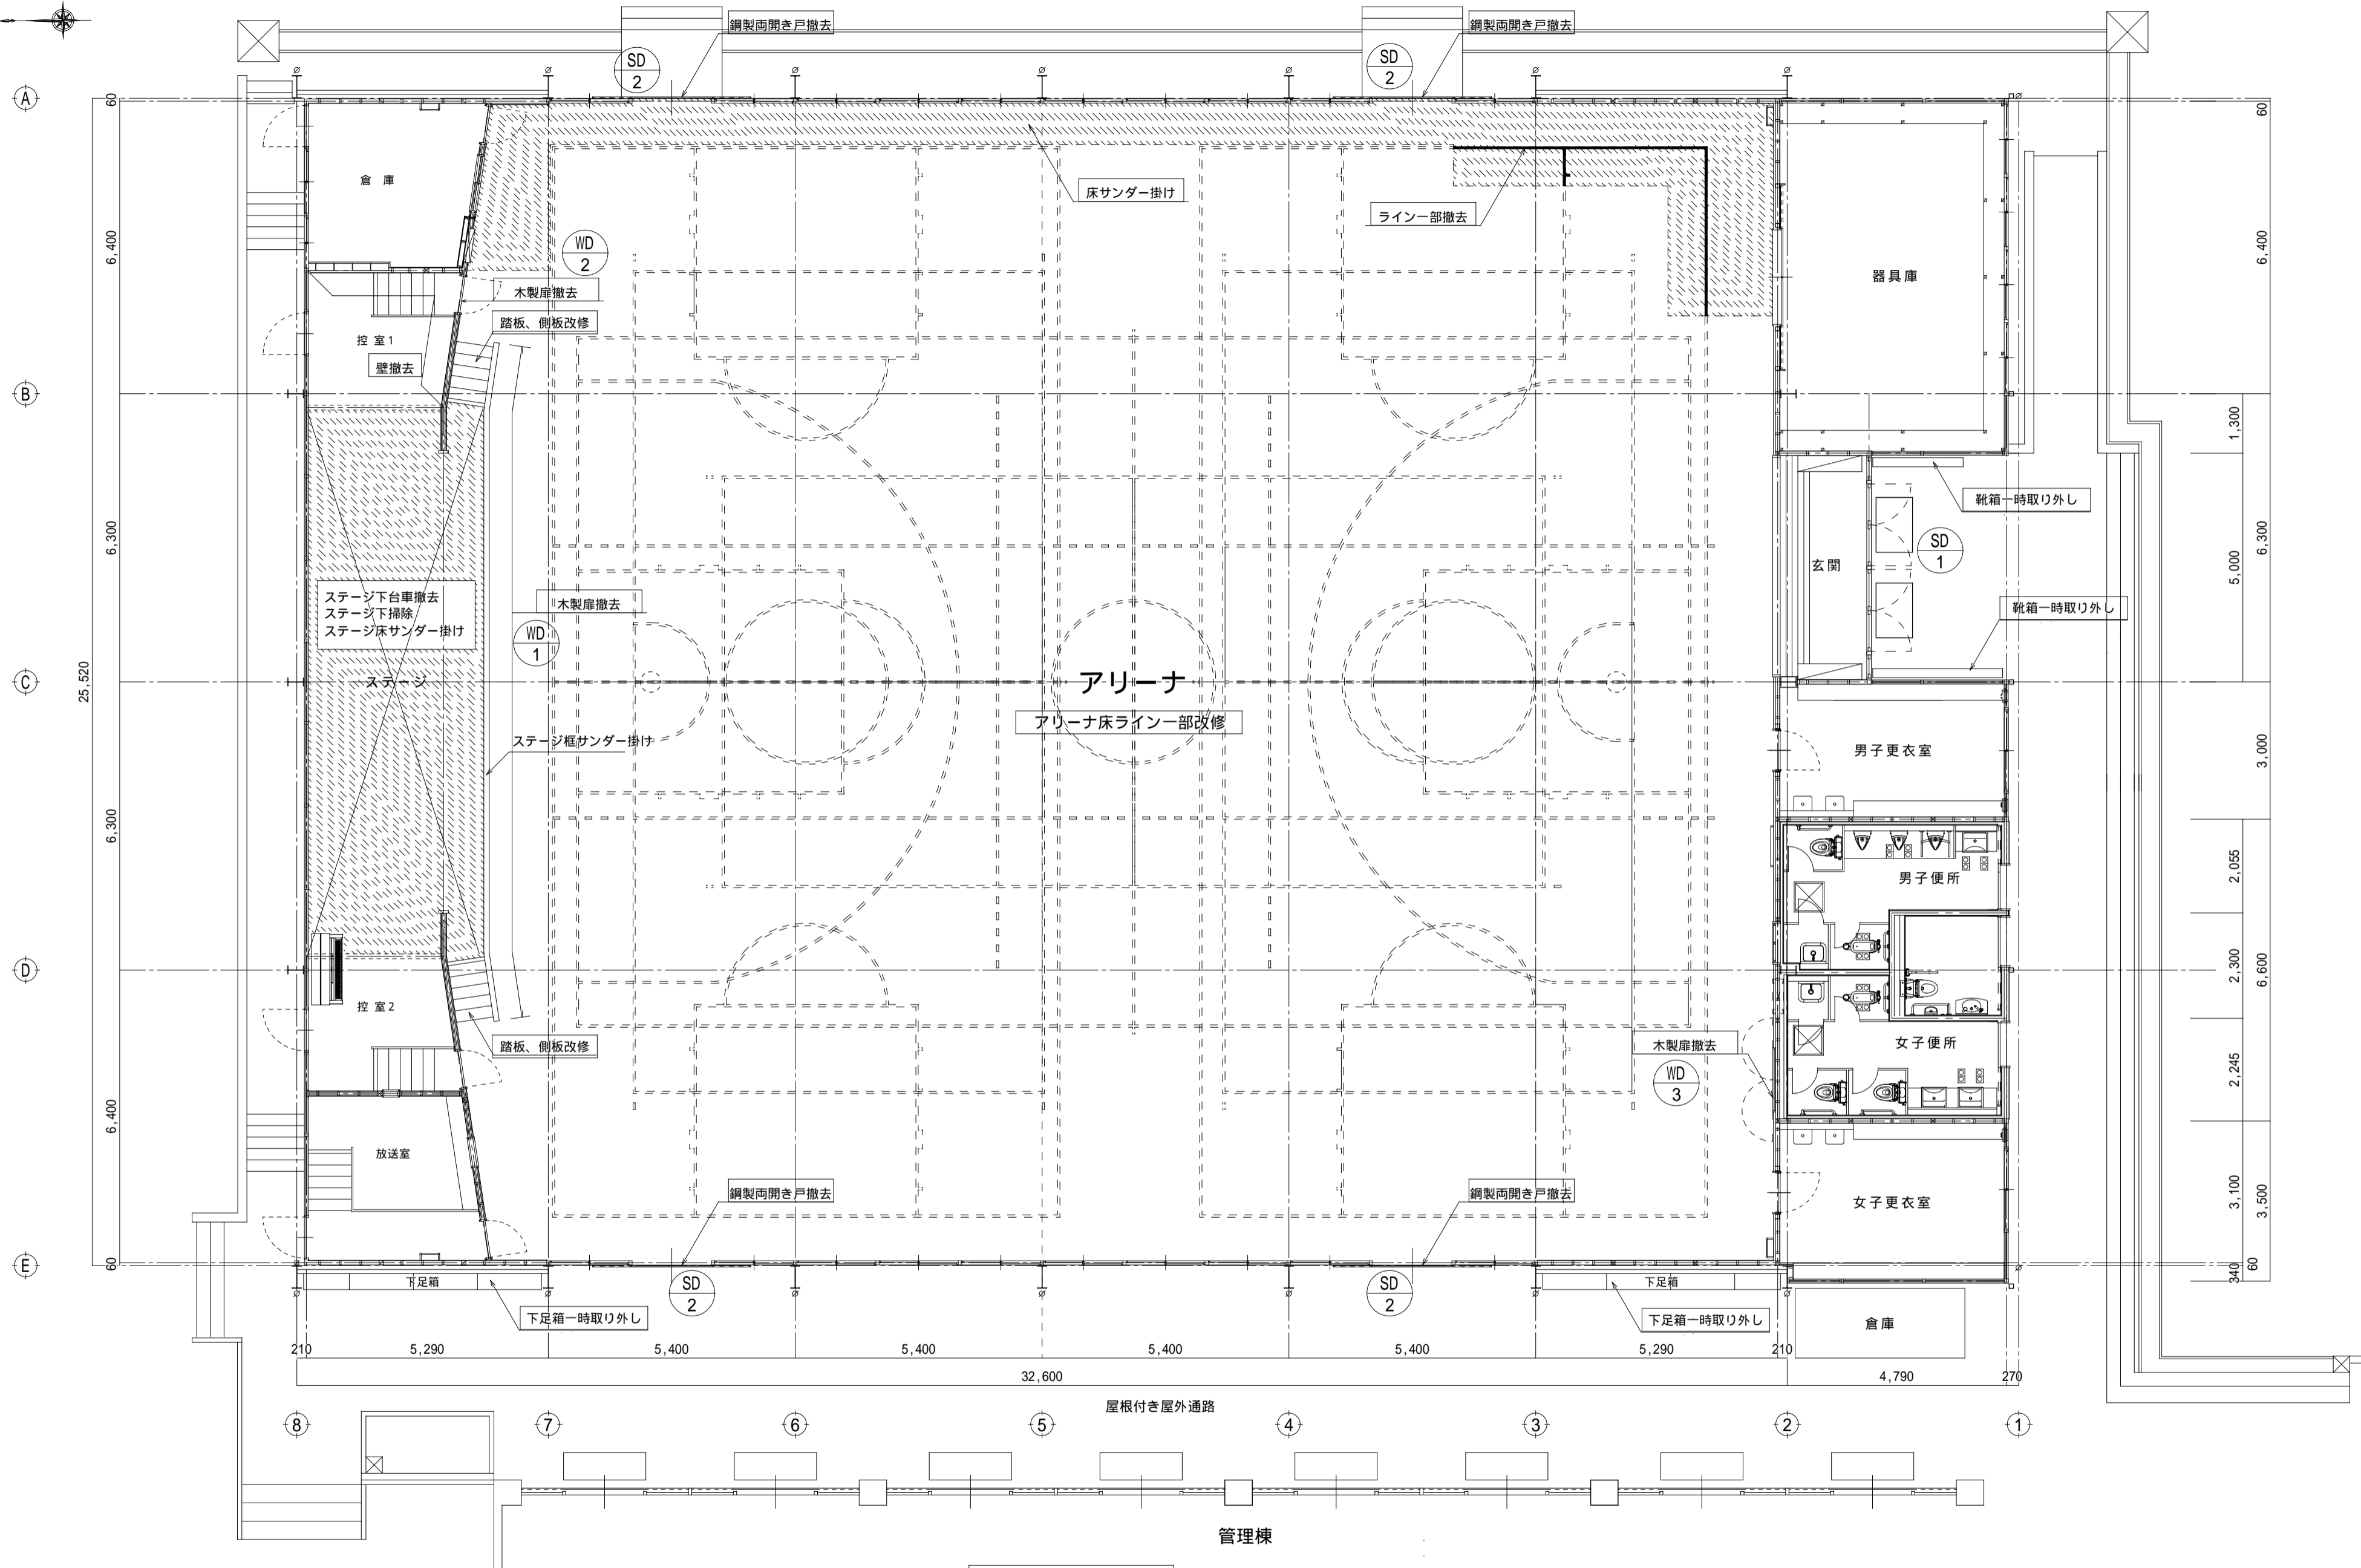 鋼製両開き戸撤去
鋼製両開き戸撤去
SD
2
SD
2
A
60
60
倉 庫
床サンダー掛け
ライン一部撤去
6,400
WD
2
6,400
器具庫
木製扉撤去
踏板、側板改修
控 室1
壁撤去
B
1,300
靴箱一時取り外し
6,300
SD
1
6,300
玄関
5,000
ステージ下台車撤去
ステージ下掃除
ステージ床サンダー掛け
木製扉撤去
靴箱一時取り外し
WD
1
25,520
C
ステージ
アリーナ
アリーナ床ライン一部改修
ステージ框サンダー掛け
男子更衣室
3,000
6,300
男子便所
2,055
D
2,300
6,600
控 室2
踏板、側板改修
木製扉撤去
女子便所
WD
3
2,245
6,400
放送室
鋼製両開き戸撤去
鋼製両開き戸撤去
女子更衣室
3,100
3,500
E
60
340
60
下足箱
SD
2
SD
2
下足箱
下足箱一時取り外し
下足箱一時取り外し
倉庫
210
5,290
5,400
5,400
5,400
5,400
5,290
210
32,600
4,790
270
屋根付き屋外通路
8
7
6
5
4
3
2
1
管理棟